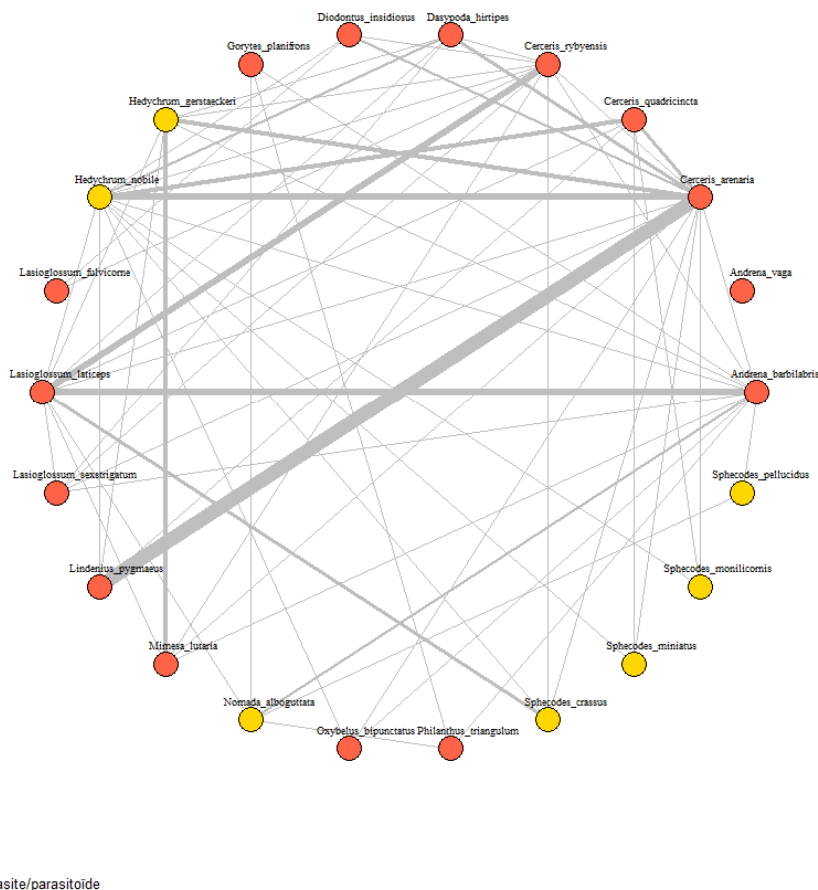 Diodontus_insidiosus
Dasypoda_hirtipes
Gorytes_planifrons
Cerceris_rybyensis
Hedychrum_gerstaeckeri
Cerceris_quadricincta
Hedychrum_nobile
Cerceris_arenaria
Lasioglossum_fulvicorne
Andrena_vaga
Lasioglossum_laticeps
Andrena_barbilabris
Lasioglossum_sexstrigatum
Sphecodes_pellucidus
Lindenius_pygmaeus
Sphecodes_monilicornis
Mimesa_lutaria
Sphecodes_miniatus
Nomada_alboguttata
Sphecodes_crassus
Oxybelus_bipunctatus
Philanthus_triangulum
asite/parasitoïde